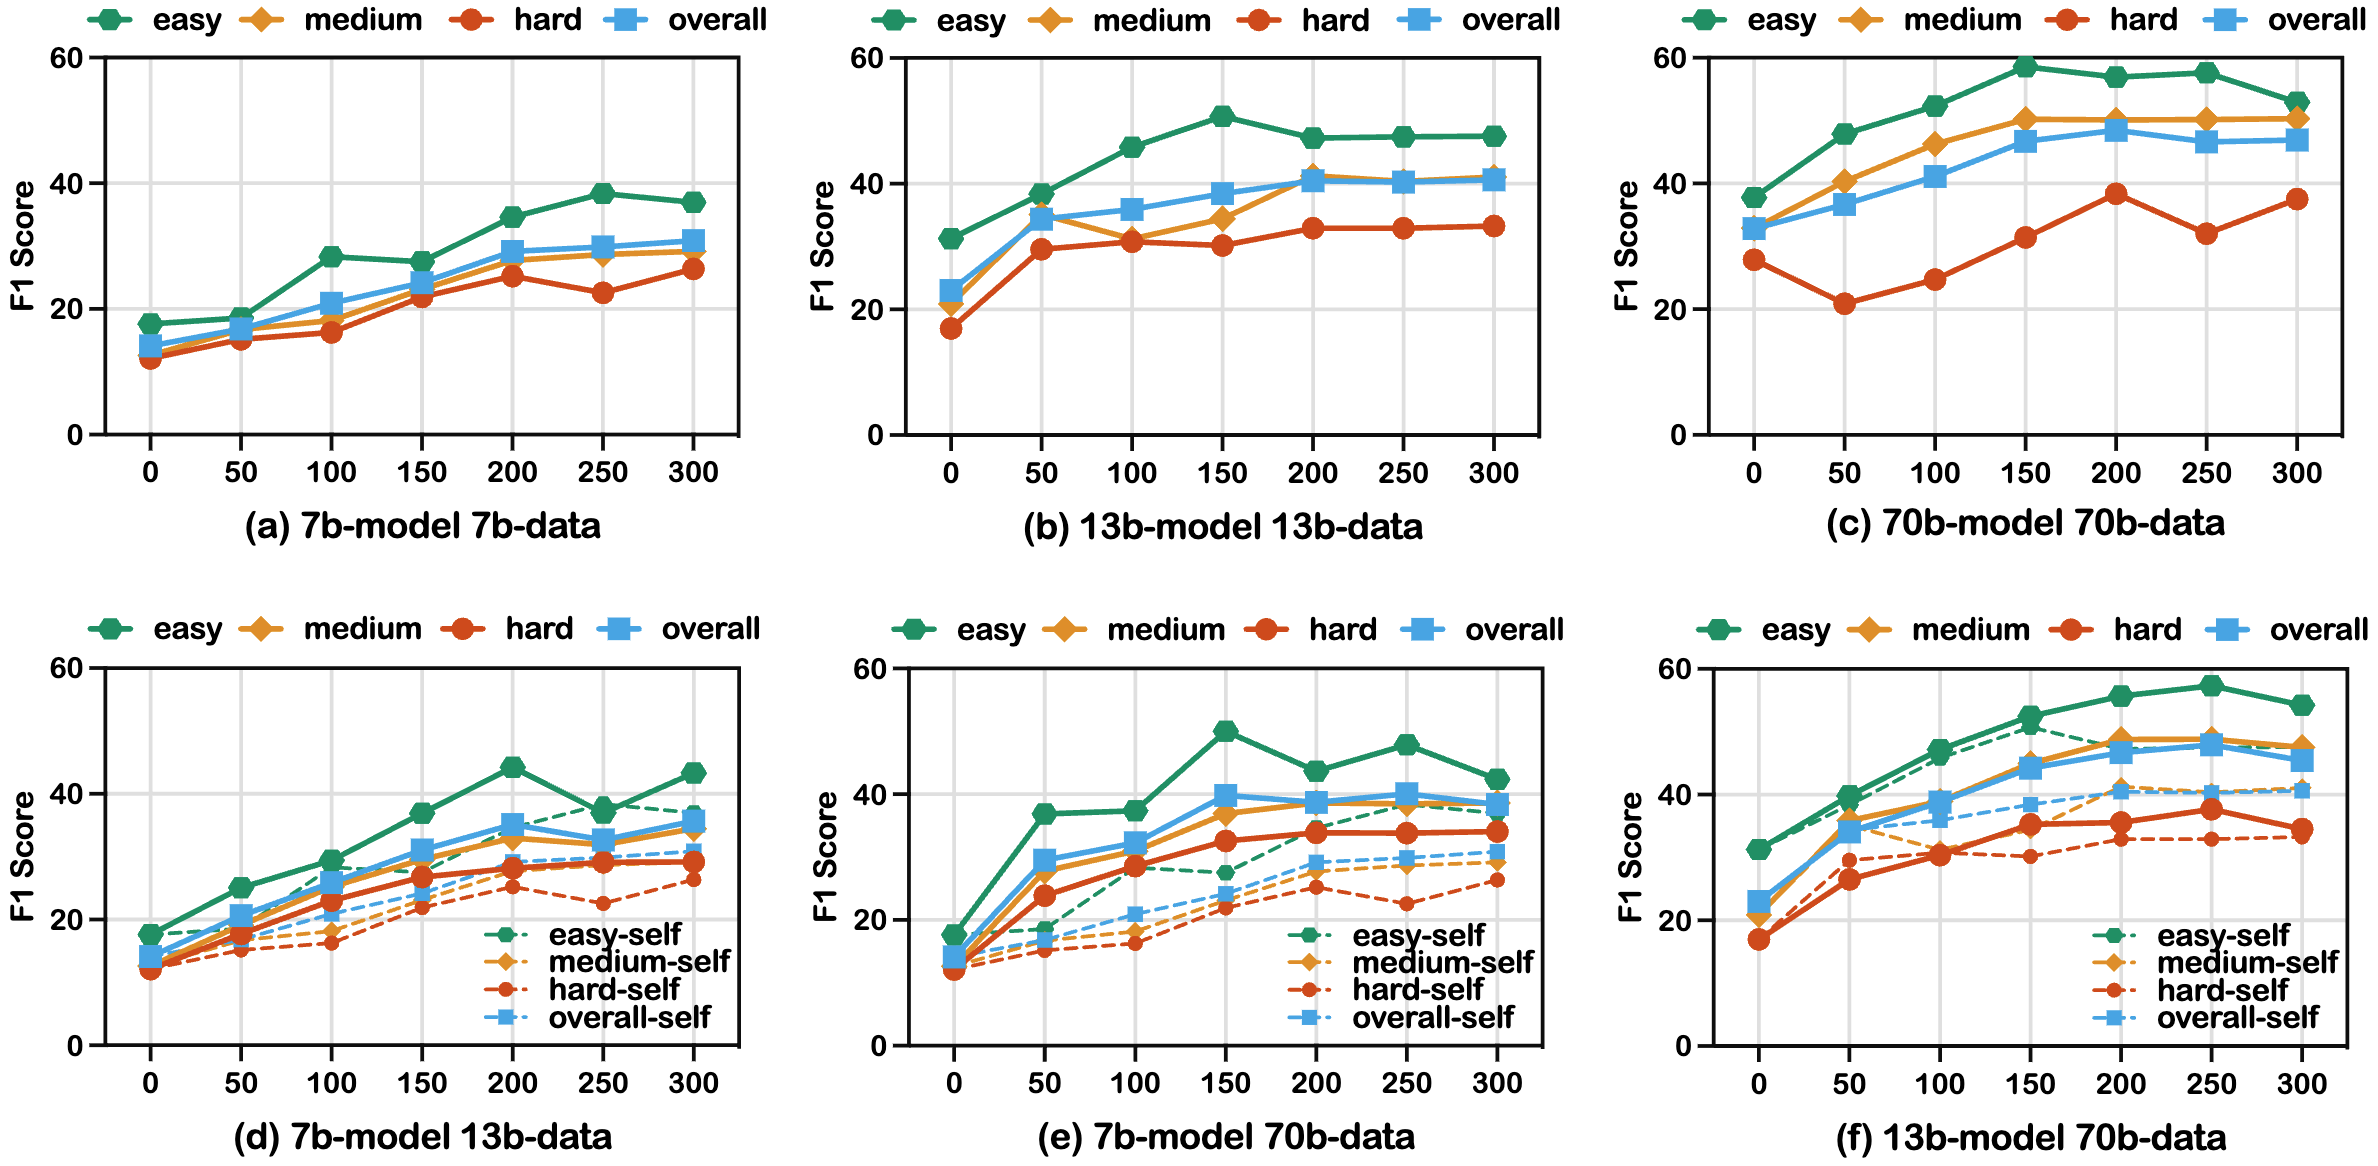 easy medium hard overall
60
40
20
0
F1 Score
0 50 100 150 200 250 300
(a) 7b-model 7b-data
easy medium hard overall
60
40
20
0
F1 Score
0 50 100 150 200 250 300
(b) 13b-model 13b-data
easy medium hard overall
60
40
20
0
F1 Score
0 50 100 150 200 250 300
(c) 70b-model 70b-data
easy medium hard overall
60
40
20
0
F1 Score
easy-self
medium-self
hard-self
overall-self
0 50 100 150 200 250 300
(d) 7b-model 13b-data
easy medium hard overall
60
40
20
0
F1 Score
easy-self
medium-self
hard-self
overall-self
0 50 100 150 200 250 300
(e) 7b-model 70b-data
easy medium hard overall
60
40
20
0
F1 Score
easy-self
medium-self
hard-self
overall-self
0 50 100 150 200 250 300
(f) 13b-model 70b-data